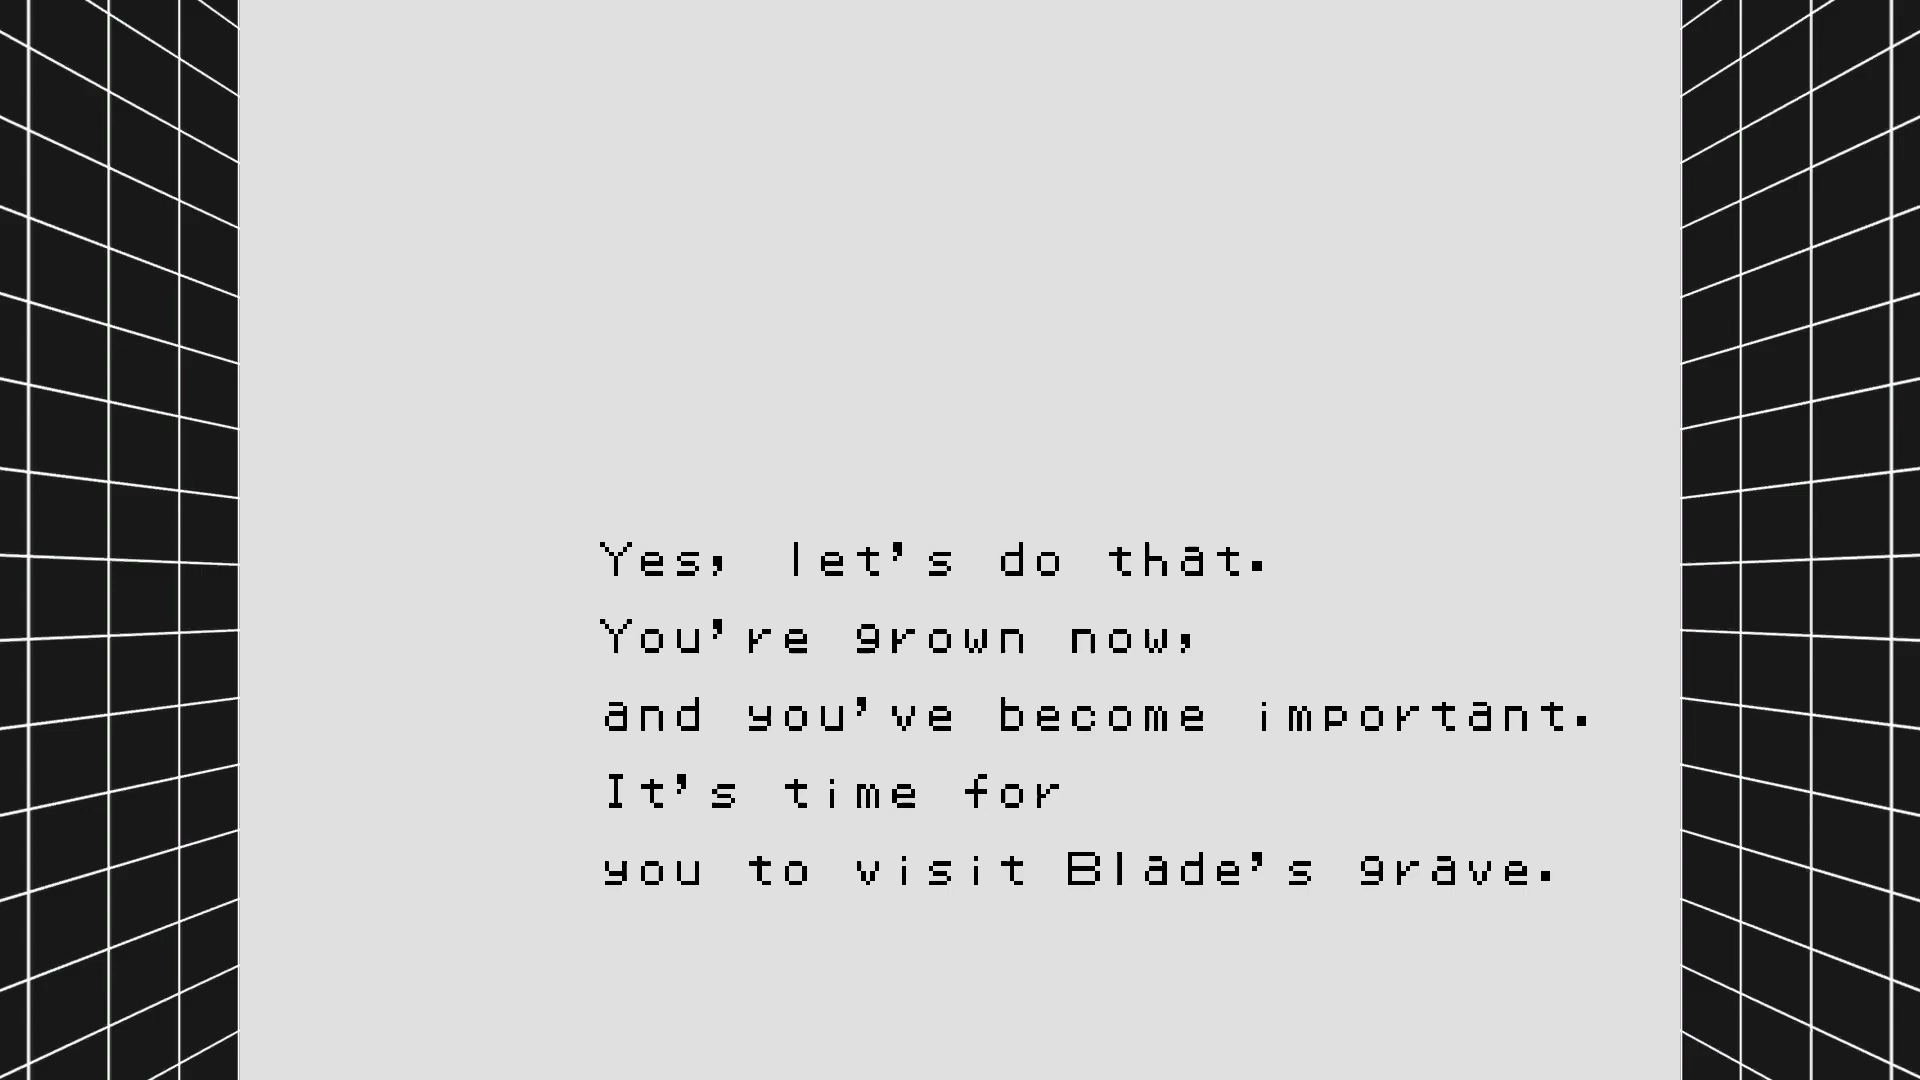 Yes, let's do that.
You're grown now,
and you've become important.
It's time for
you to visit Blade's grave.